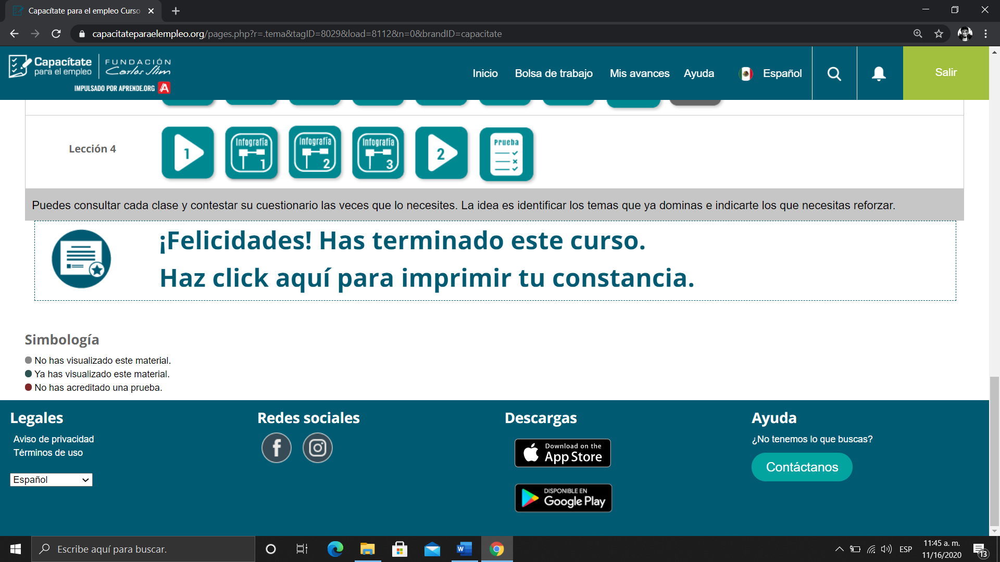 Capacítate para el empleo Curso
capacitateparaelempleo.org/pages.php?r=.tema&tagID=8029&load=8112&n=0&brandID=capacitate
Capacítate
para el empleo
FUNDACIÓN
Carlos Slim
IMPULSADO POR APRENDE.ORG A
Inicio
Bolsa de trabajo
Mis avances
Ayuda
Español
Salir
Lección 4
1
Infografía
1
Infografía
2
Infografía
3
2
Prueba
Puedes consultar cada clase y contestar su cuestionario las veces que lo necesites. La idea es identificar los temas que ya dominas e indicarte los que necesitas reforzar.
¡Felicidades! Has terminado este curso.
Haz click aquí para imprimir tu constancia.
Simbología
No has visualizado este material.
Ya has visualizado este material.
No has acreditado una prueba.
Legales
Aviso de privacidad
Términos de uso
Español
Redes sociales
Descargas
Download on the
App Store
DISPONIBLE EN
Google Play
Ayuda
¿No tenemos lo que buscas?
Contáctanos
Escribe aquí para buscar.
W
ESP
11:45 a. m.
11/16/2020
13